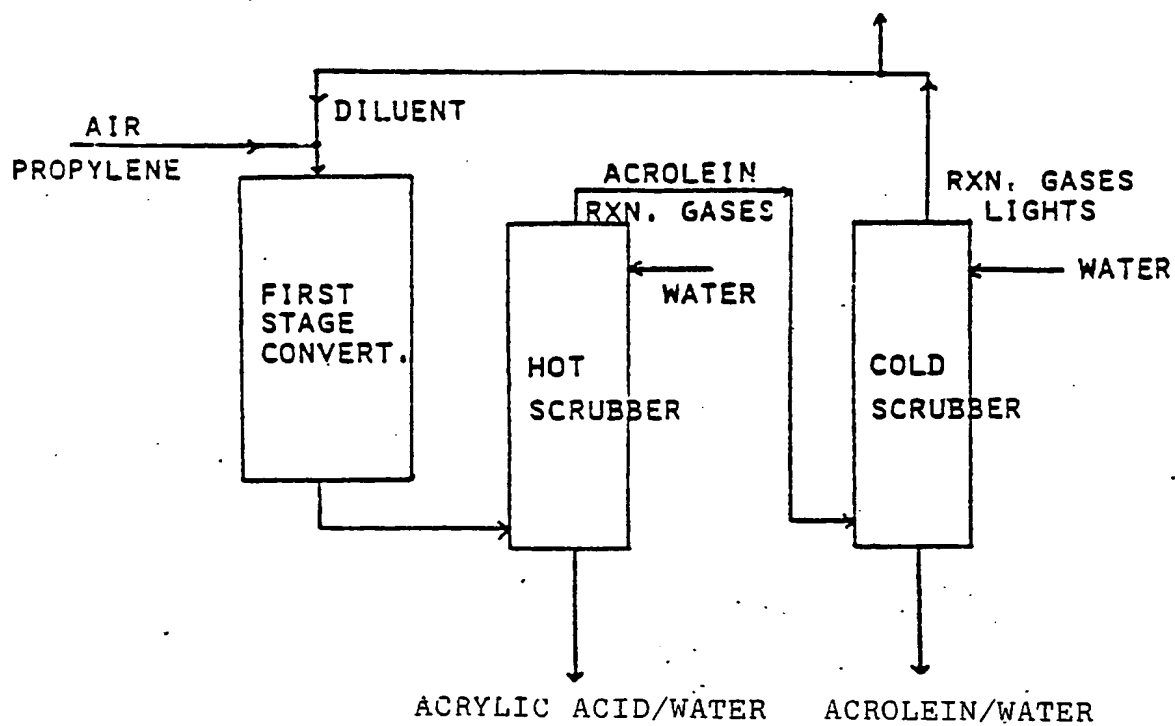 DILUENT
AIR
PROPYLENE
ACROLEIN
RXN. GASES
RXN. GASES
LIGHTS
WATER
WATER
FIRST
STAGE
CONVERT.
HOT
SCRUBBER
COLD
SCRUBBER
ACRYLIC ACID/WATER
ACROLEIN/WATER